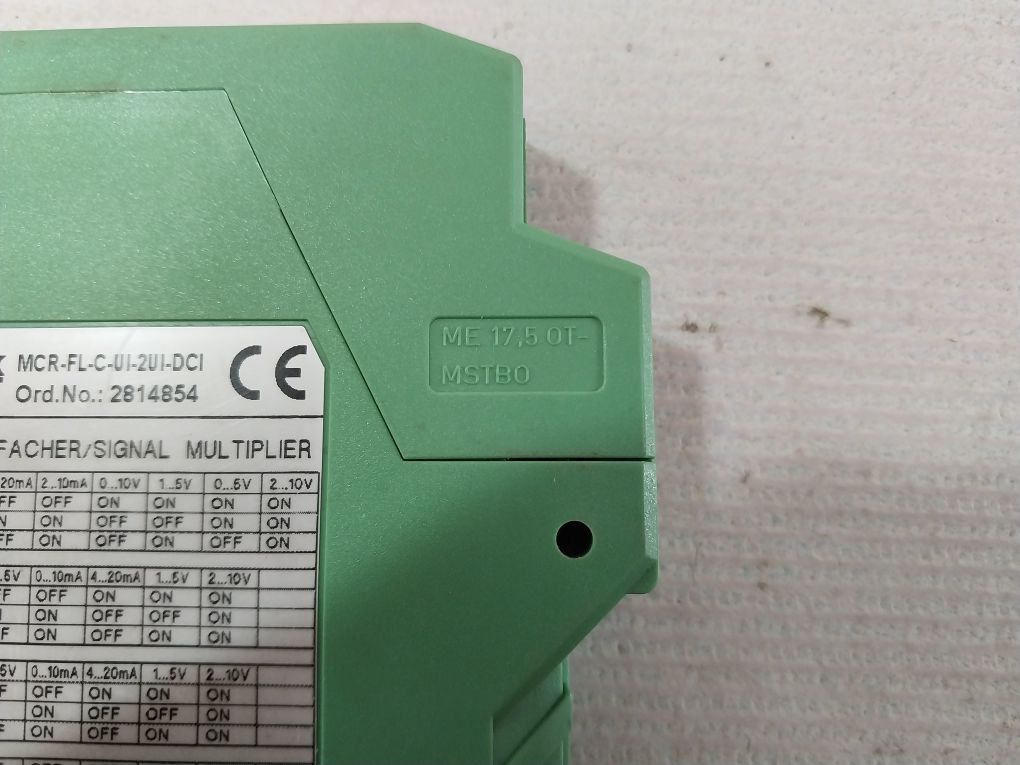 ME 17,5 OT-
MSTBO
MCR-FL-C-UI-2UI-DCI
Ord.No.: 2814854
CE
FACHER/SIGNAL MULTIPLIER
20mA 2...10mA 0...10V 1...5V 0...5V 2...10V
FF OFF ON ON ON ON
N ON OFF OFF ON ON
FF ON OFF ON OFF ON
.5V 0...10mA 4...20mA 1...5V 2...10V
FF OFF ON ON ON
N ON OFF OFF ON
F ON OFF ON ON
5V 0...10mA 4...20mA 1...5V 2...10V
F OFF ON ON ON
ON OFF OFF ON
F ON OFF ON ON